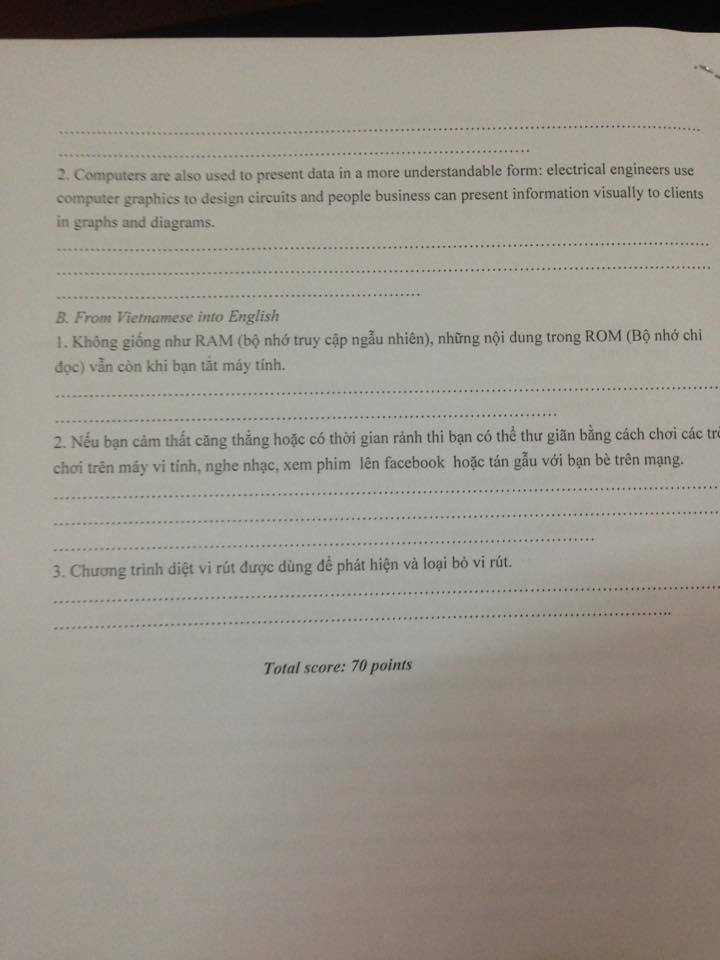 2. Computers are also used to present data in a more understandable form: electrical engineers use
computer graphics to design circuits and people business can present information visually to clients
in graphs and diagrams.
B. From Vietnamese into English
1. Không giống như RAM (bộ nhớ truy cập ngẫu nhiên), những nội dung trong ROM (Bộ nhớ chỉ
đọc) vẫn còn khi bạn tắt máy tính.
2. Nếu bạn cảm thất căng thẳng hoặc có thời gian rảnh thì bạn có thể thư giãn bằng cách chơi các
chơi trên máy vi tính, nghe nhạc, xem phim lên facebook hoặc tán gẫu với bạn bè trên mạng.
3. Chương trình diệt vi rút được dùng để phát hiện và loại bỏ vi rút.
Total score: 70 points